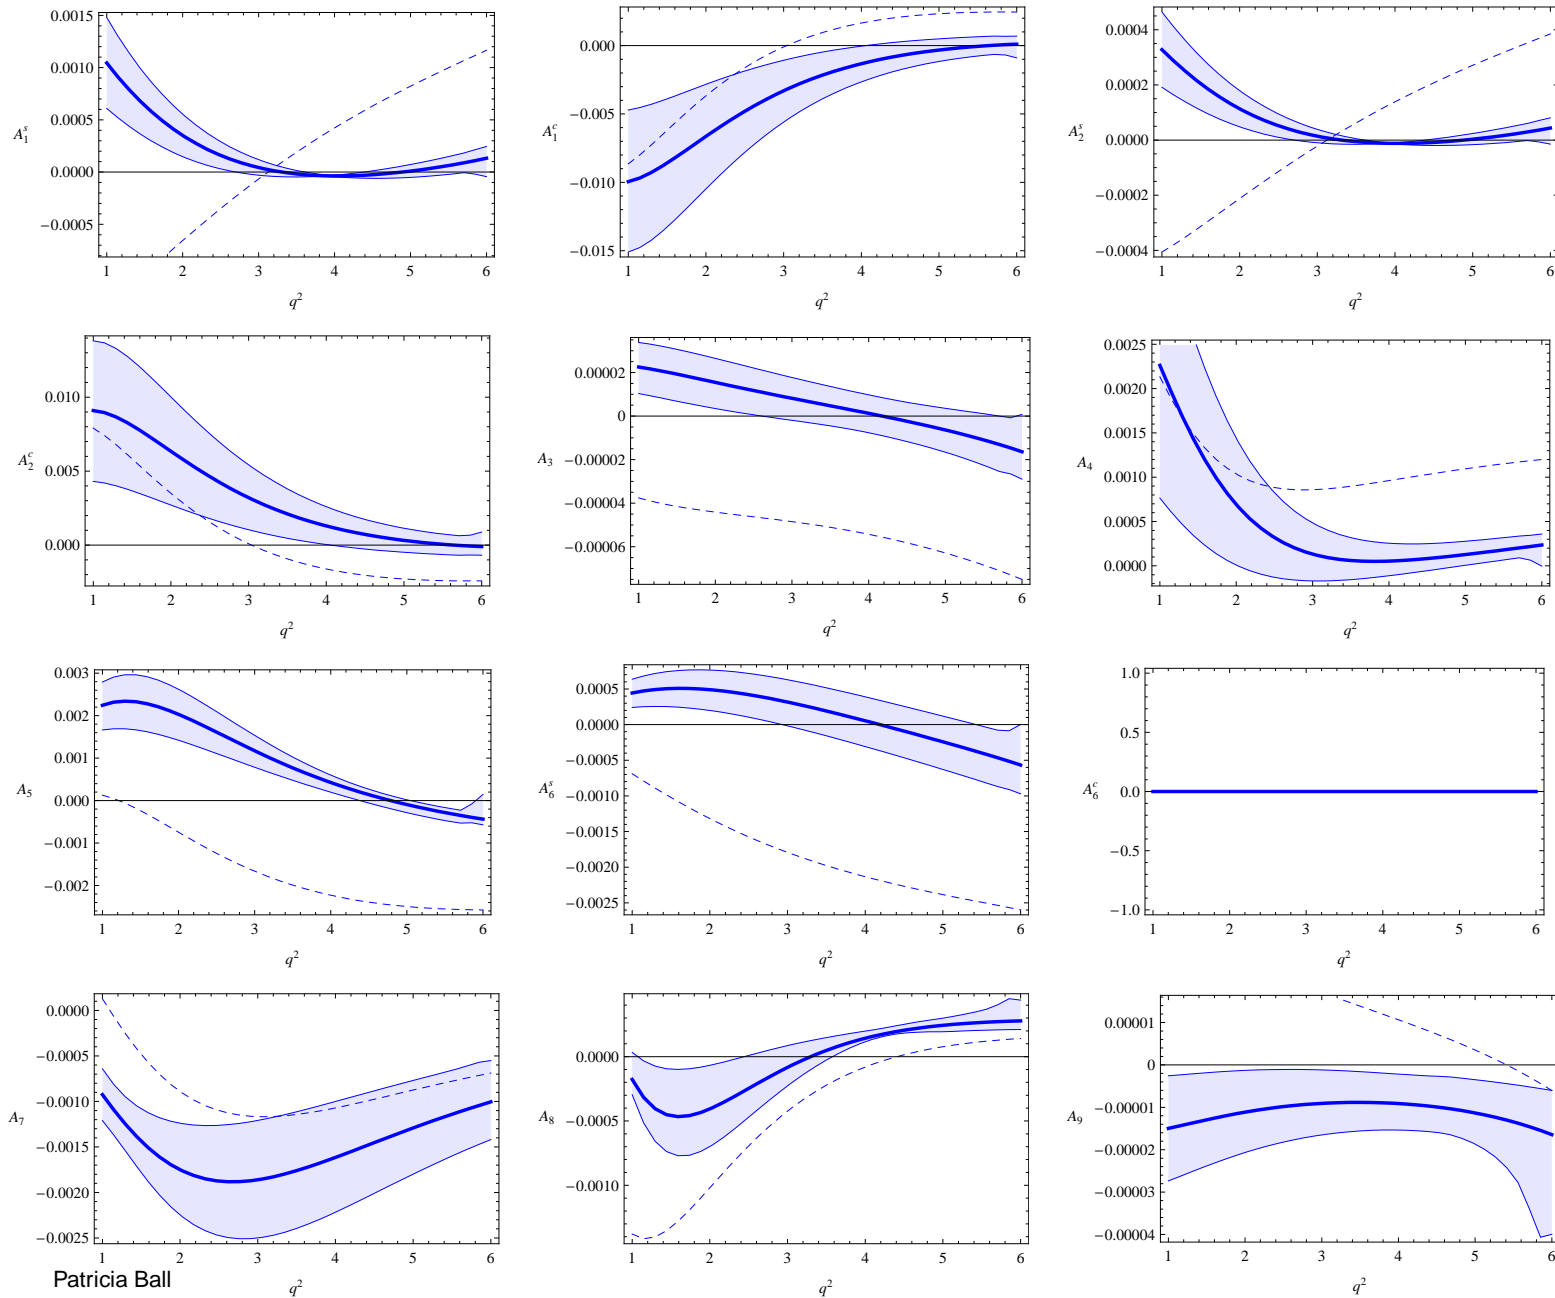 0.0015
0.0010
0.0005
0.0000
−0.0005
A₁ˢ
1 2 3 4 5 6
q²
0.000
−0.005
−0.010
−0.015
A₁ᶜ
1 2 3 4 5 6
q²
0.0004
0.0002
0.0000
−0.0002
−0.0004
A₂ˢ
1 2 3 4 5 6
q²
0.010
0.005
0.000
A₂ᶜ
1 2 3 4 5 6
q²
0.00002
0
−0.00002
−0.00004
−0.00006
A₃
1 2 3 4 5 6
q²
0.0025
0.0020
0.0015
0.0010
0.0005
0.0000
A₄
1 2 3 4 5 6
q²
0.003
0.002
0.001
0.000
−0.001
−0.002
A₅
1 2 3 4 5 6
q²
0.0005
0.0000
−0.0005
−0.0010
−0.0015
−0.0020
−0.0025
A₆ˢ
1 2 3 4 5 6
q²
1.0
0.5
0.0
−0.5
−1.0
A₆ᶜ
1 2 3 4 5 6
q²
0.0000
−0.0005
−0.0010
−0.0015
−0.0020
−0.0025
A₇
1 2 3 4 5 6
q²
0.0000
−0.0005
−0.0010
A₈
1 2 3 4 5 6
q²
0.00001
0
−0.00001
−0.00002
−0.00003
−0.00004
A₉
1 2 3 4 5 6
q²
Patricia Ball